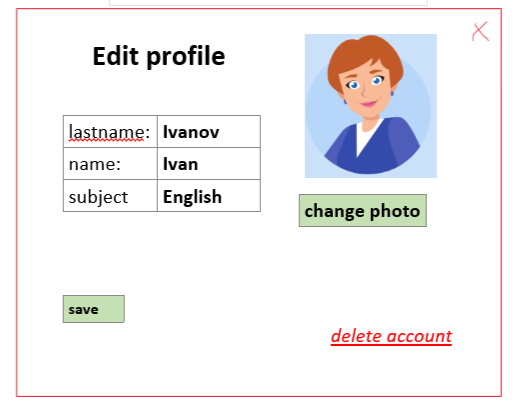 Edit profile
lastname: Ivanov
name: Ivan
subject English
change photo
save
delete account